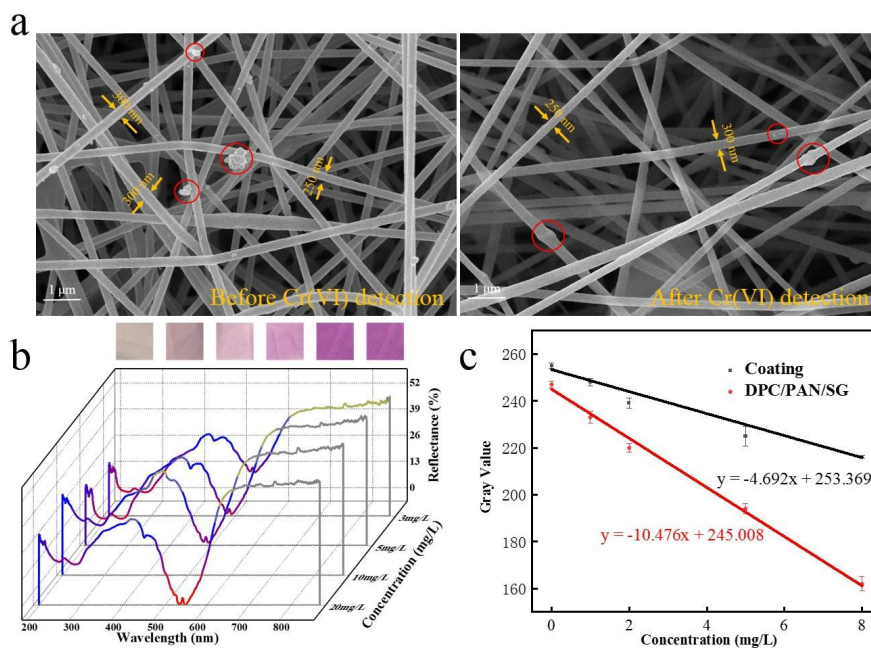 a
360 nm
300 nm
250 nm
1 μm
Before Cr(VI) detection
250 nm
300 nm
1 μm
After Cr(VI) detection
b
52
39
26
13
0
Reflectance (%)
3mg/L
5mg/L
10mg/L
20mg/L
Concentration (mg/L)
200 300 400 500 600 700 800
Wavelength (nm)
c
260
240
220
200
180
160
Gray Value
Coating
DPC/PAN/SG
y = -4.692x + 253.369
y = -10.476x + 245.008
0 2 4 6 8
Concentration (mg/L)